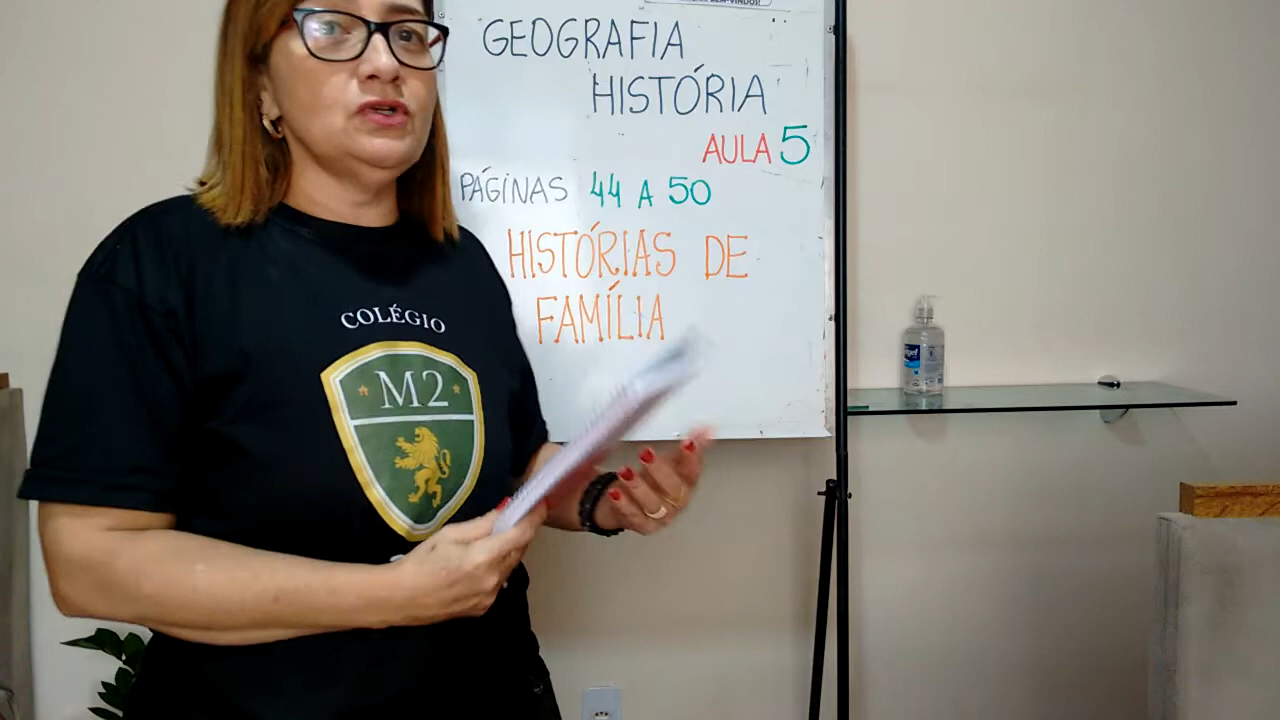 GEOGRAFIA
HISTÓRIA
AULA 5
PÁGINAS 44 A 50
HISTÓRIAS DE
FAMÍLIA
COLÉGIO
M2